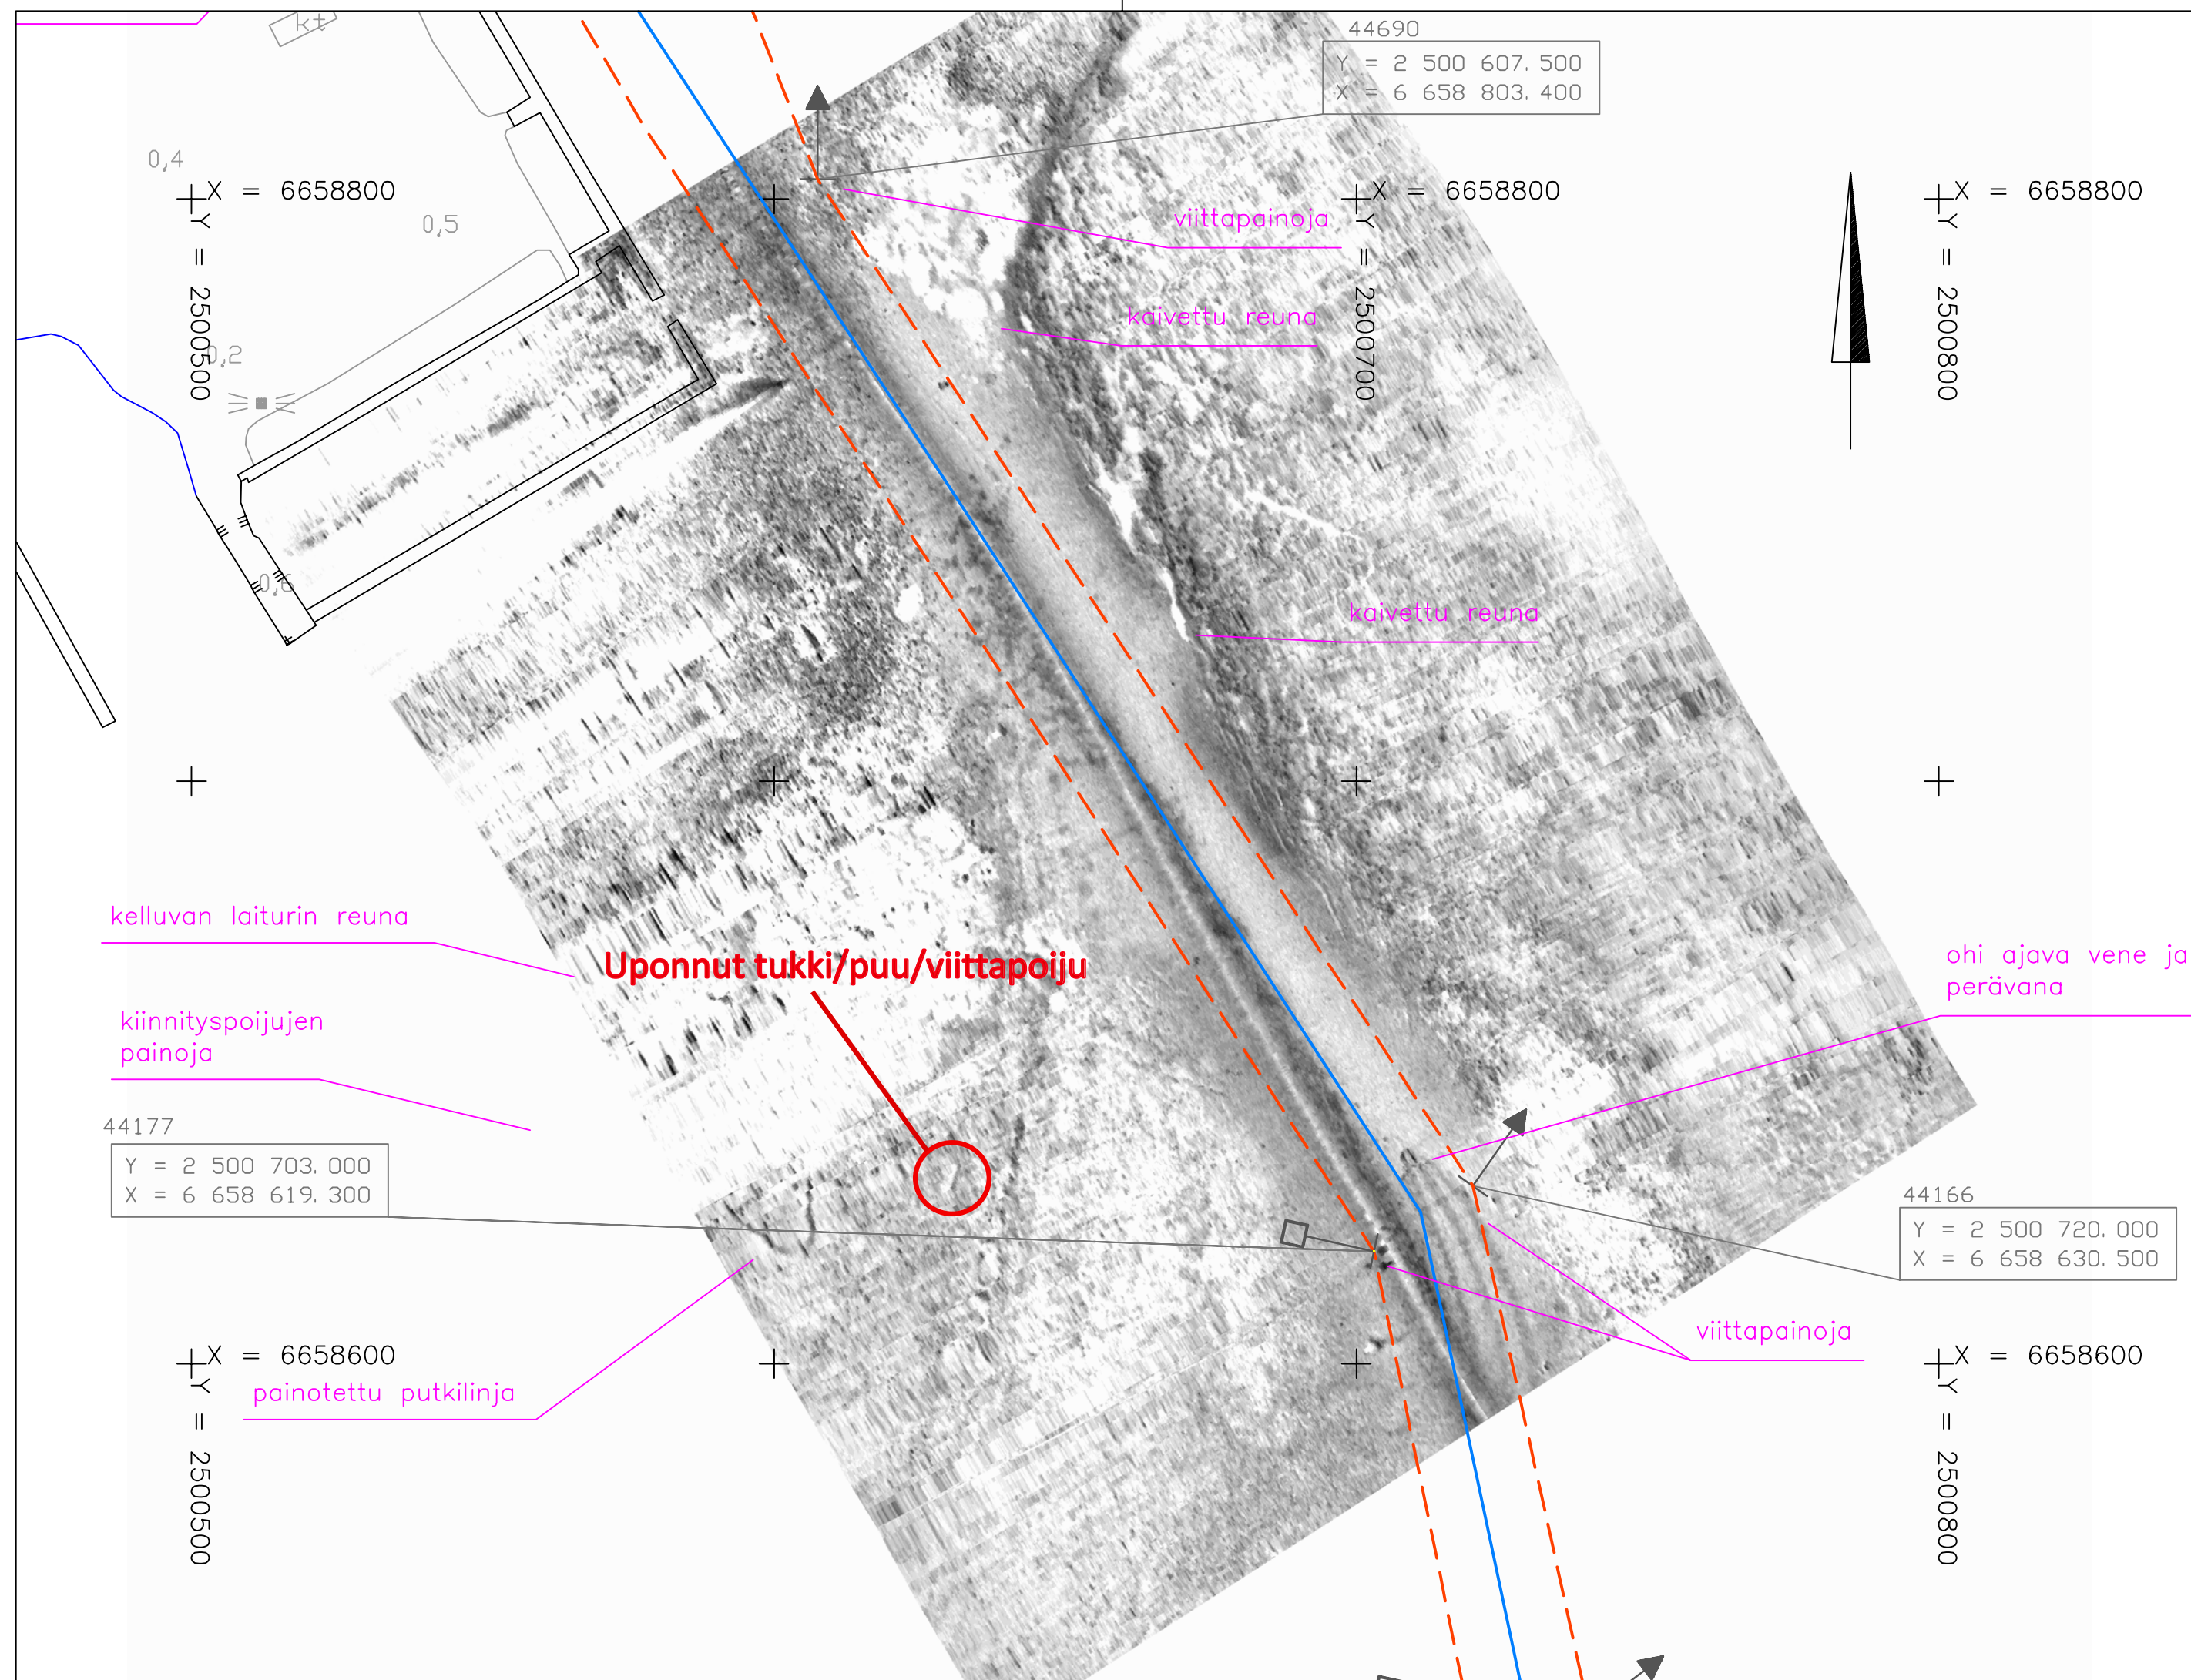 kt
44690
Y = 2 500 607.500
X = 6 658 803.400
0,4
X = 6658800
Y = 2500500
0,5
X = 6658800
Y = 2500700
X = 6658800
Y = 2500800
viittapainoja
kaivettu reuna
0,2
0,6
kaivettu reuna
kelluvan laiturin reuna
Uponnut tukki/puu/viittapoiju
ohi ajava vene ja
perävana
kiinnityspoijujen
painoja
44177
Y = 2 500 703.000
X = 6 658 619.300
44166
Y = 2 500 720.000
X = 6 658 630.500
viittapainoja
X = 6658600
Y = 2500500
painotettu putkilinja
X = 6658600
Y = 2500800